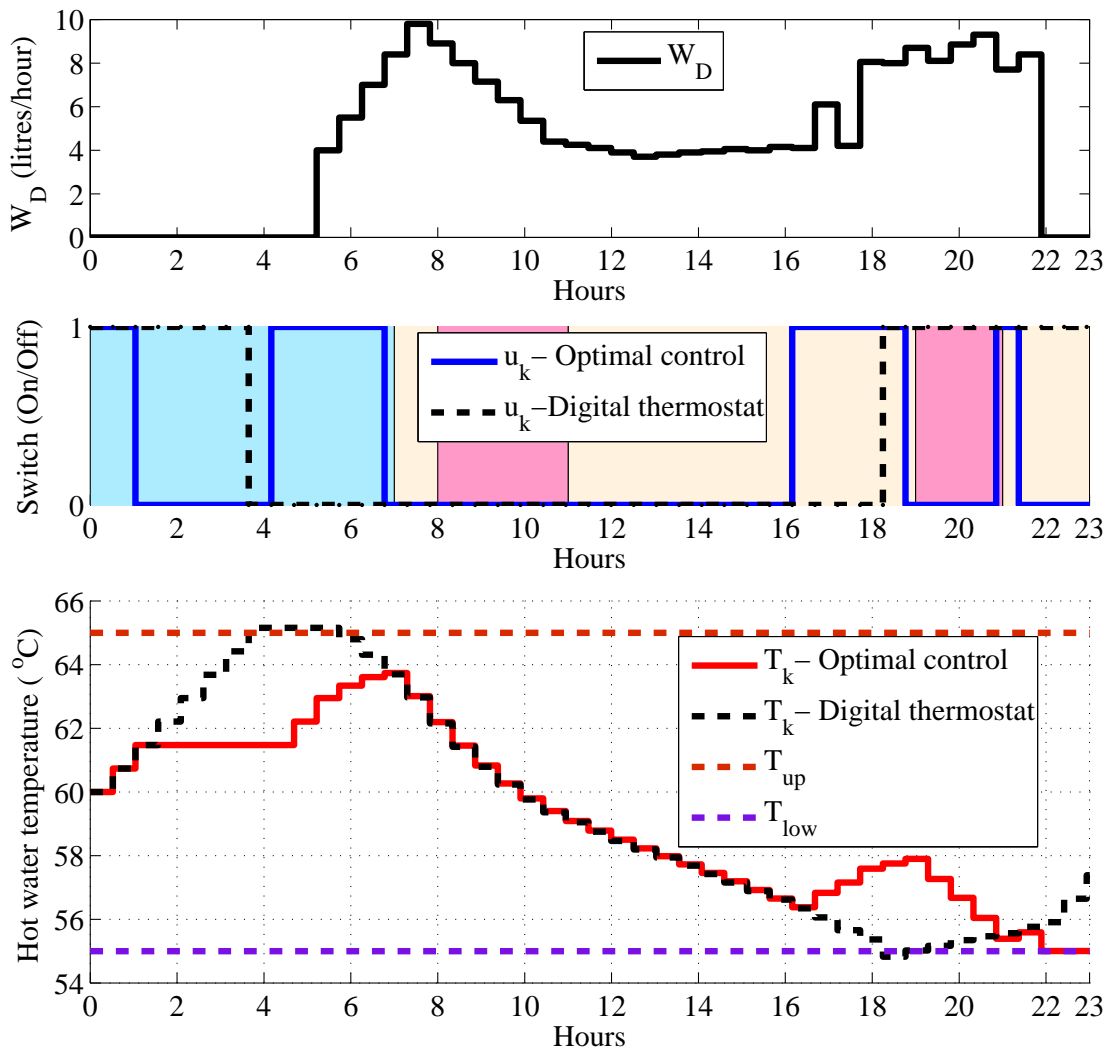 W_D (litres/hour)
10
8
6
4
2
0
W_D
0 2 4 6 8 10 12 14 16 18 20 22 23
Hours
Switch (On/Off)
1
0
u_k– Optimal control
u_k–Digital thermostat
0 2 4 6 8 10 12 14 16 18 20 22 23
Hours
Hot water temperature ( °C)
66
64
62
60
58
56
54
T_k– Optimal control
T_k– Digital thermostat
T_up
T_low
0 2 4 6 8 10 12 14 16 18 20 22 23
Hours